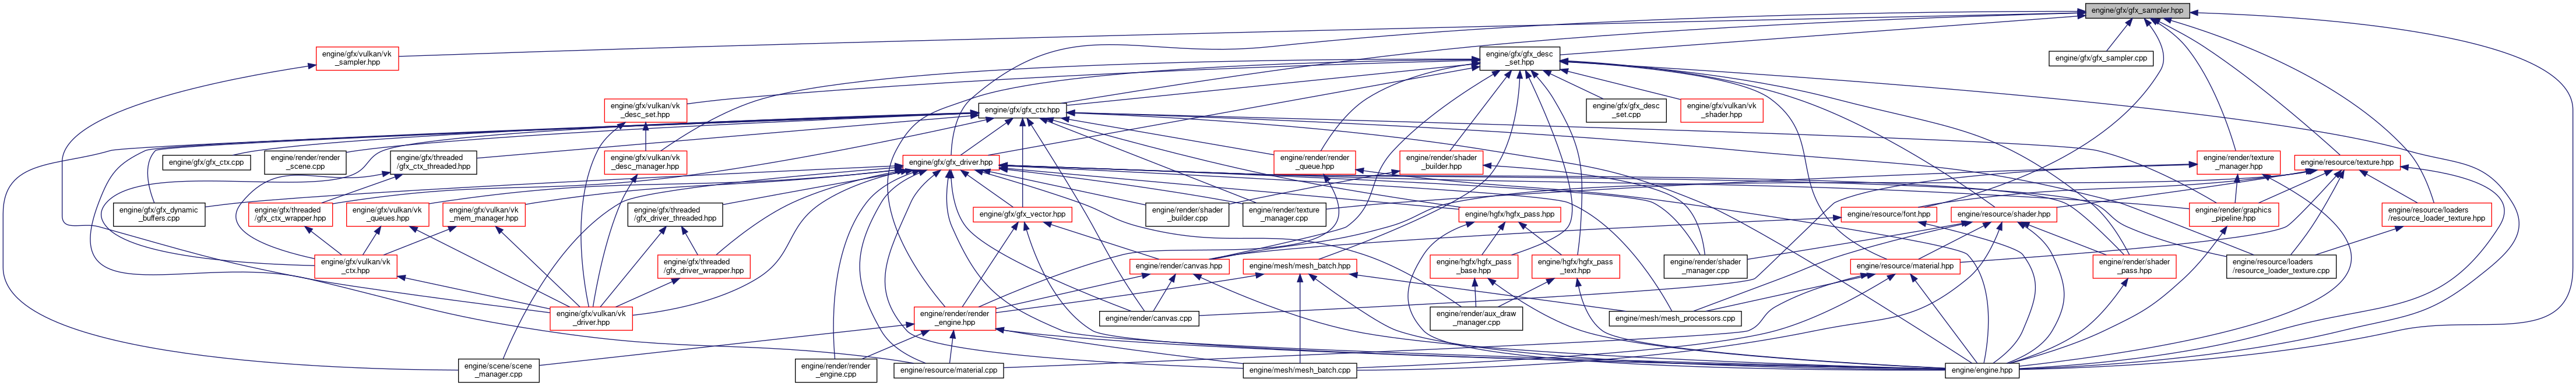 engine/gfx/gfx_sampler.hpp
engine/gfx/vulkan/vk
_sampler.hpp
engine/gfx/gfx_desc
_set.hpp
engine/gfx/gfx_sampler.cpp
engine/gfx/vulkan/vk
_desc_set.hpp
engine/gfx/gfx_ctx.hpp
engine/gfx/gfx_desc
_set.cpp
engine/gfx/vulkan/vk
_shader.hpp
engine/gfx/gfx_ctx.cpp
engine/render/render
_scene.cpp
engine/gfx/threaded
/gfx_ctx_threaded.hpp
engine/gfx/vulkan/vk
_desc_manager.hpp
engine/gfx/gfx_driver.hpp
engine/render/render
_queue.hpp
engine/render/shader
_builder.hpp
engine/render/texture
_manager.hpp
engine/resource/texture.hpp
engine/gfx/gfx_dynamic
_buffers.cpp
engine/gfx/threaded
/gfx_ctx_wrapper.hpp
engine/gfx/vulkan/vk
_queues.hpp
engine/gfx/vulkan/vk
_mem_manager.hpp
engine/gfx/threaded
/gfx_driver_threaded.hpp
engine/gfx/gfx_vector.hpp
engine/render/shader
_builder.cpp
engine/render/texture
_manager.cpp
engine/hgfx/hgfx_pass.hpp
engine/resource/font.hpp
engine/resource/shader.hpp
engine/render/graphics
_pipeline.hpp
engine/resource/loaders
/resource_loader_texture.hpp
engine/gfx/vulkan/vk
_ctx.hpp
engine/gfx/threaded
/gfx_driver_wrapper.hpp
engine/render/canvas.hpp
engine/mesh/mesh_batch.hpp
engine/hgfx/hgfx_pass
_base.hpp
engine/hgfx/hgfx_pass
_text.hpp
engine/render/shader
_manager.cpp
engine/resource/material.hpp
engine/render/shader
_pass.hpp
engine/resource/loaders
/resource_loader_texture.cpp
engine/gfx/vulkan/vk
_driver.hpp
engine/render/render
_engine.hpp
engine/render/canvas.cpp
engine/render/aux_draw
_manager.cpp
engine/mesh/mesh_processors.cpp
engine/scene/scene
_manager.cpp
engine/render/render
_engine.cpp
engine/resource/material.cpp
engine/mesh/mesh_batch.cpp
engine/engine.hpp